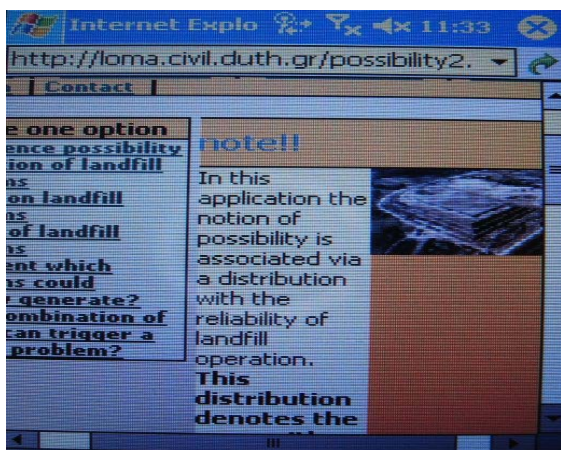 Internet Explo 11:33
http://loma.civil.duth.gr/possibility2.
Contact
e one option
ence possibility
ion of landfill
ns
on landfill
ns
of landfill
ns
ent which
ns could
generate?
ombination of
can trigger a
problem?
note!!
In this
application the
notion of
possibility is
associated via
a distribution
with the
reliability of
landfill
operation.
This
distribution
denotes the